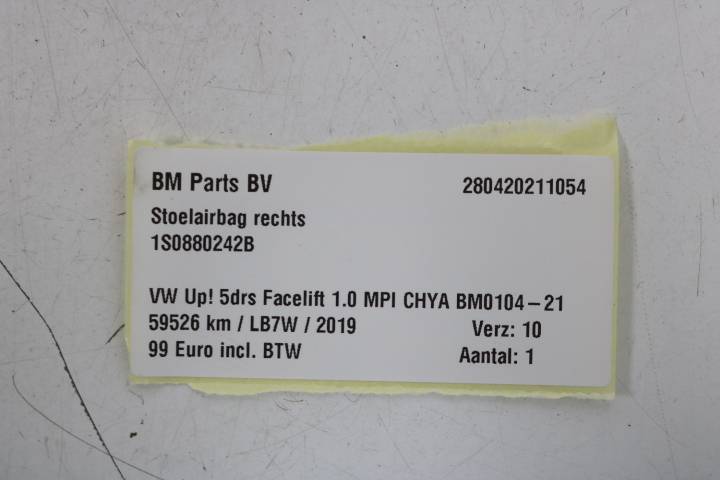 BM Parts BV 280420211054
Stoelairbag rechts
1S0880242B
VW Up! 5drs Facelift 1.0 MPI CHYA BM0104-21
59526 km / LB7W / 2019 Verz: 10
99 Euro incl. BTW Aantal: 1